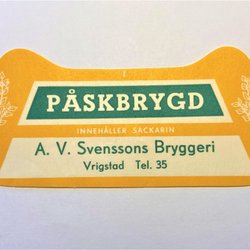 PÅSKBRYGD
INNEHÅLLER SACKARIN
A. V. Svenssons Bryggeri
Vrigstad Tel. 35